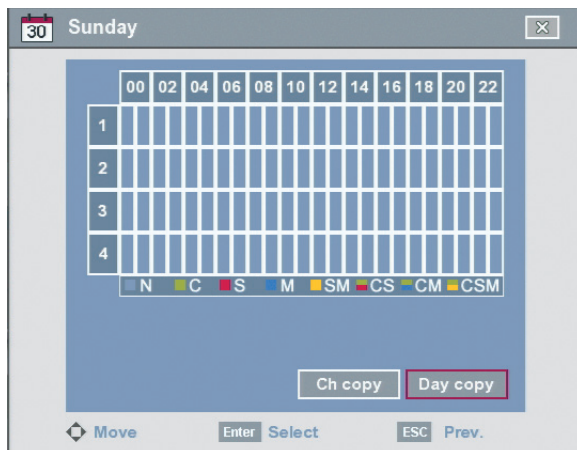 30 Sunday X
00 02 04 06 08 10 12 14 16 18 20 22
1
2
3
4
N C S M SM CS CM CSM
Ch copy Day copy
Move Enter Select ESC Prev.